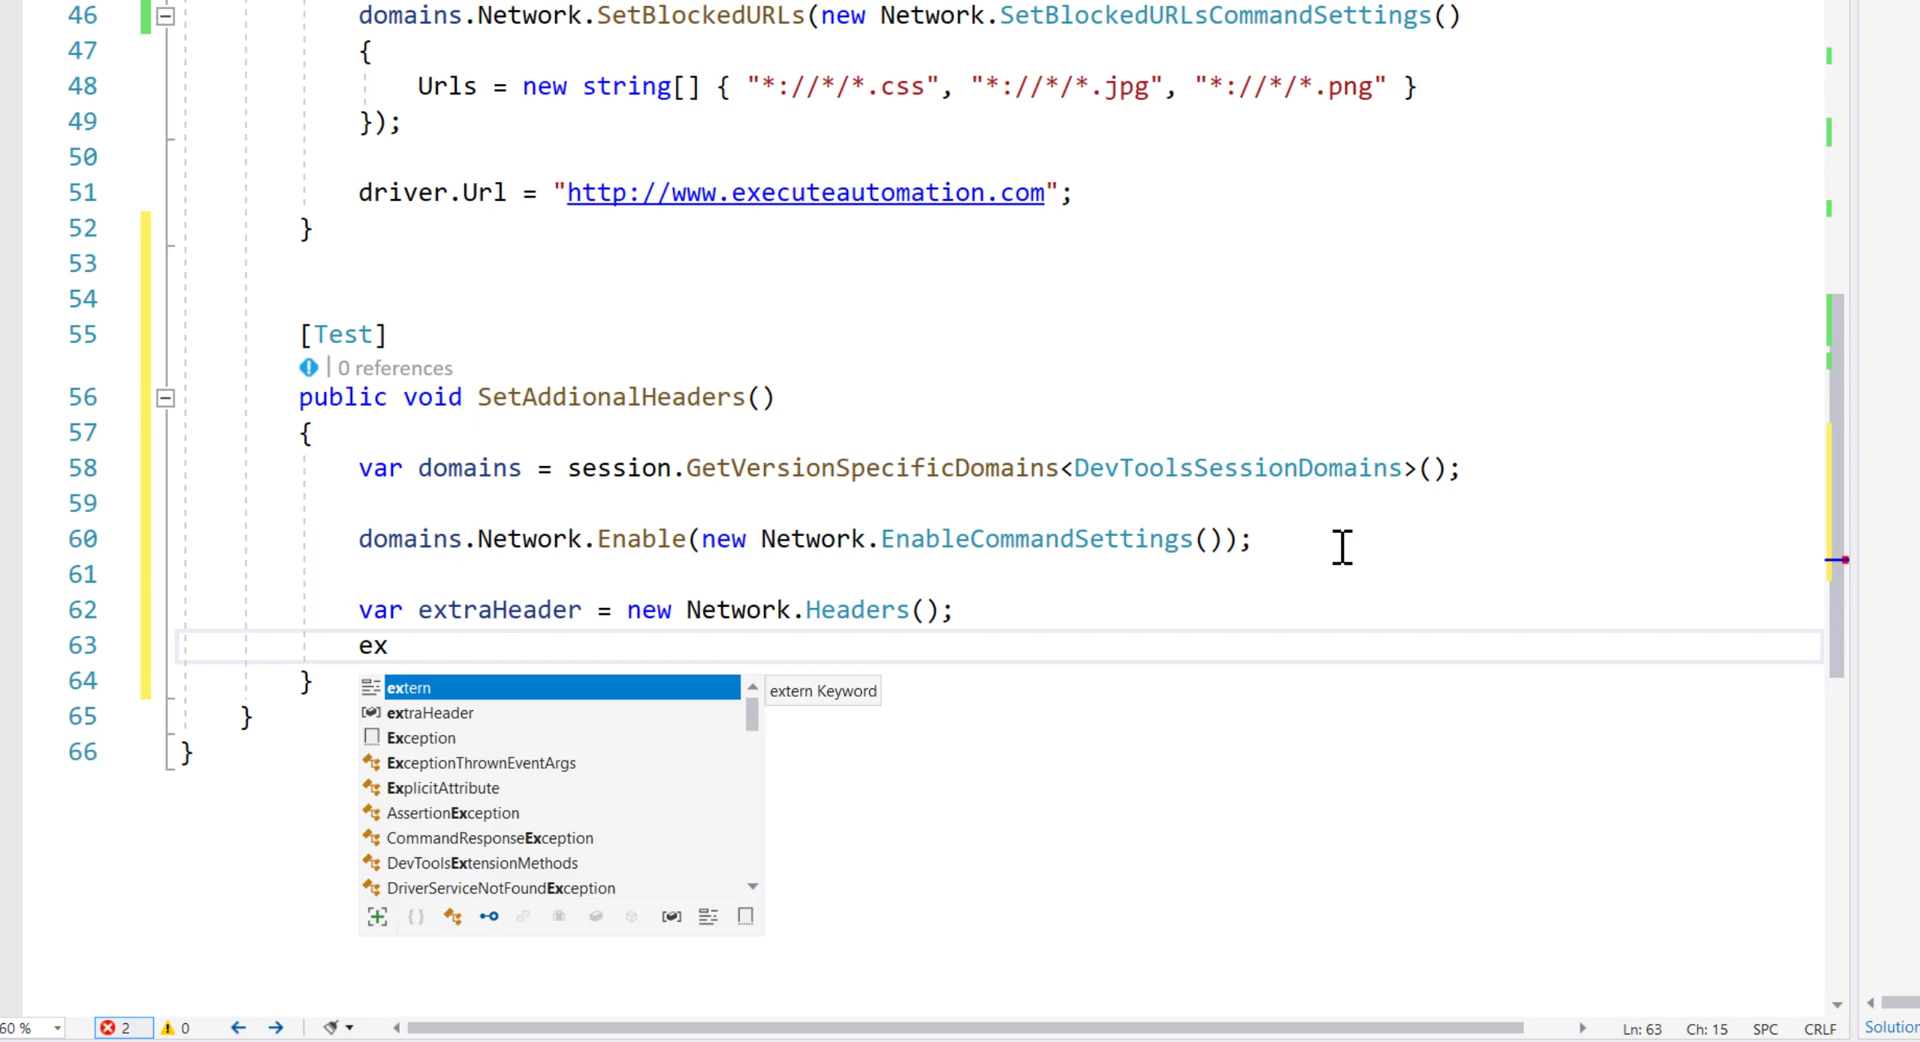 46 domains.Network.SetBlockedURLs(new Network.SetBlockedURLsCommandSettings()
47 {
48 Urls = new string[] { "*://*/*.css", "*://*/*.jpg", "*://*/*.png" }
49 });
50
51 driver.Url = "http://www.executeautomation.com";
52 }
53
54
55 [Test]
0 references
56 public void SetAddionalHeaders()
57 {
58 var domains = session.GetVersionSpecificDomains<DevToolsSessionDomains>();
59
60 domains.Network.Enable(new Network.EnableCommandSettings());
61
62 var extraHeader = new Network.Headers();
63 ex
64 }
65 }
66 }
extern
extern Keyword
extraHeader
Exception
ExceptionThrownEventArgs
ExplicitAttribute
AssertionException
CommandResponseException
DevToolsExtensionMethods
DriverServiceNotFoundException
60 % 2 0 Ln: 63 Ch: 15 SPC CRLF
Solution